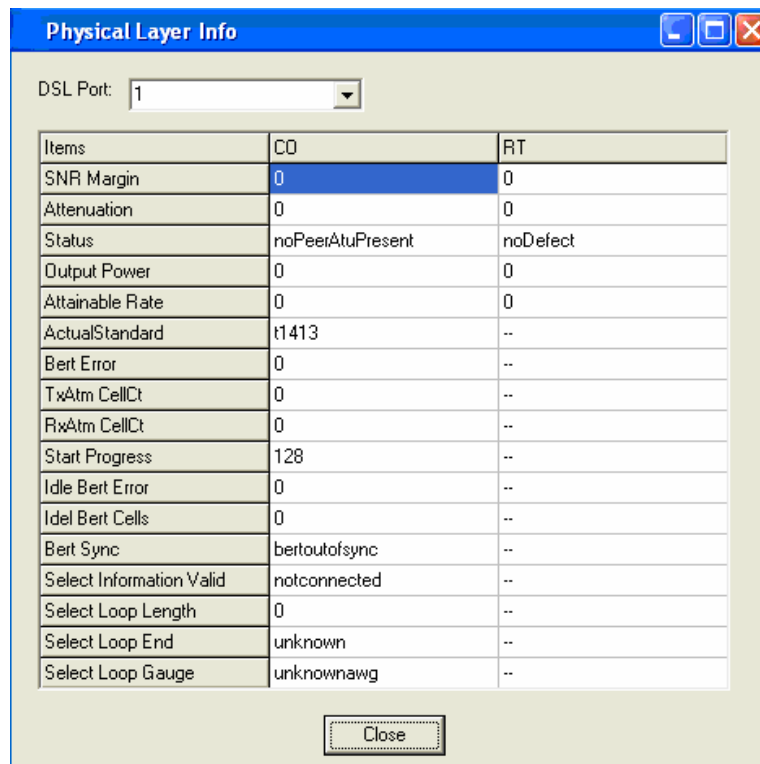 Physical Layer Info
DSL Port: 1
Items CO RT
SNR Margin 0 0
Attenuation 0 0
Status noPeerAtuPresent noDefect
Output Power 0 0
Attainable Rate 0 0
ActualStandard t1413 --
Bert Error 0 --
TxAtm CellCt 0 --
RxAtm CellCt 0 --
Start Progress 128 --
Idle Bert Error 0 --
Idel Bert Cells 0 --
Bert Sync bertoutofsync --
Select Information Valid notconnected --
Select Loop Length 0 --
Select Loop End unknown --
Select Loop Gauge unknownawg --
Close